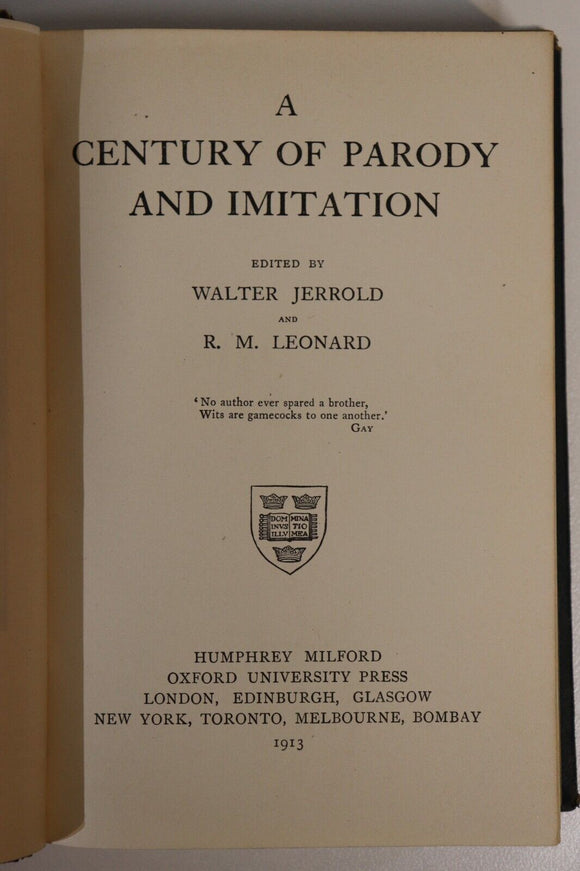 A
CENTURY OF PARODY
AND IMITATION
EDITED BY
WALTER JERROLD
AND
R. M. LEONARD
‘No author ever spared a brother,
Wits are gamecocks to one another.’
GAY
DOM MINA
INVS TIO
ILLV MEA
HUMPHREY MILFORD
OXFORD UNIVERSITY PRESS
LONDON, EDINBURGH, GLASGOW
NEW YORK, TORONTO, MELBOURNE, BOMBAY
1913